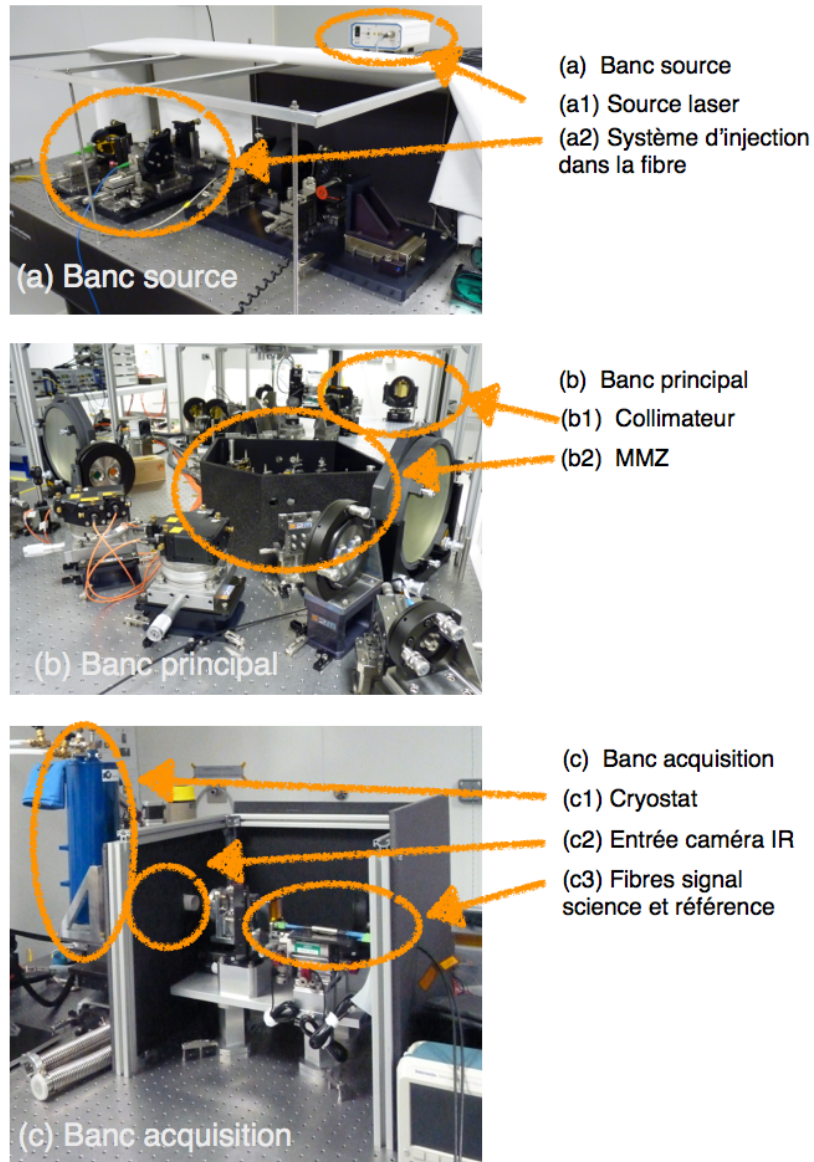 (a) Banc source
(a1) Source laser
(a2) Système d'injection
dans la fibre
(a) Banc source
(b) Banc principal
(b1) Collimateur
(b2) MMZ
(b) Banc principal
(c) Banc acquisition
(c1) Cryostat
(c2) Entrée caméra IR
(c3) Fibres signal
science et référence
(c) Banc acquisition